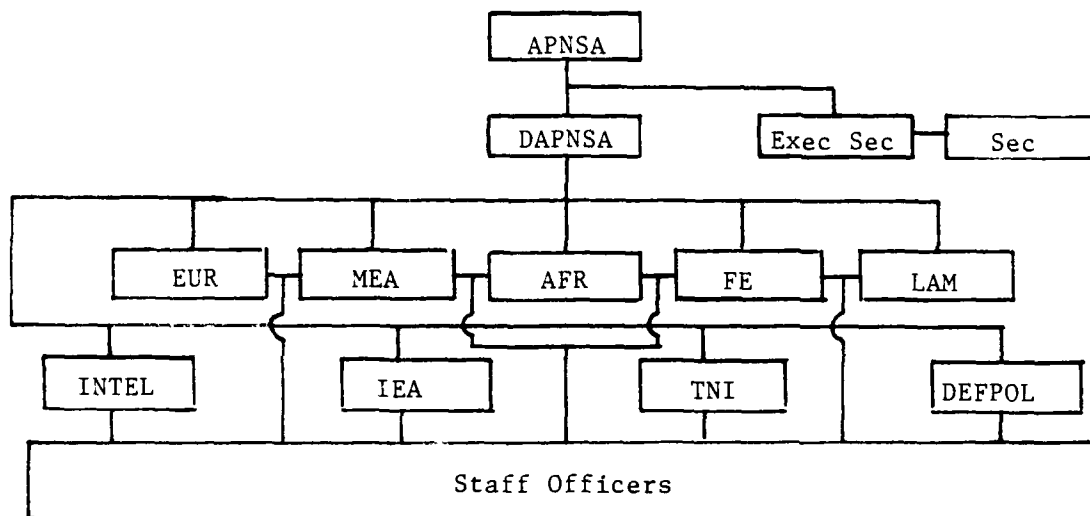 APNSA
DAPNSA
Exec Sec
Sec
EUR
MEA
AFR
FE
LAM
INTEL
IEA
TNI
DEFPOL
Staff Officers